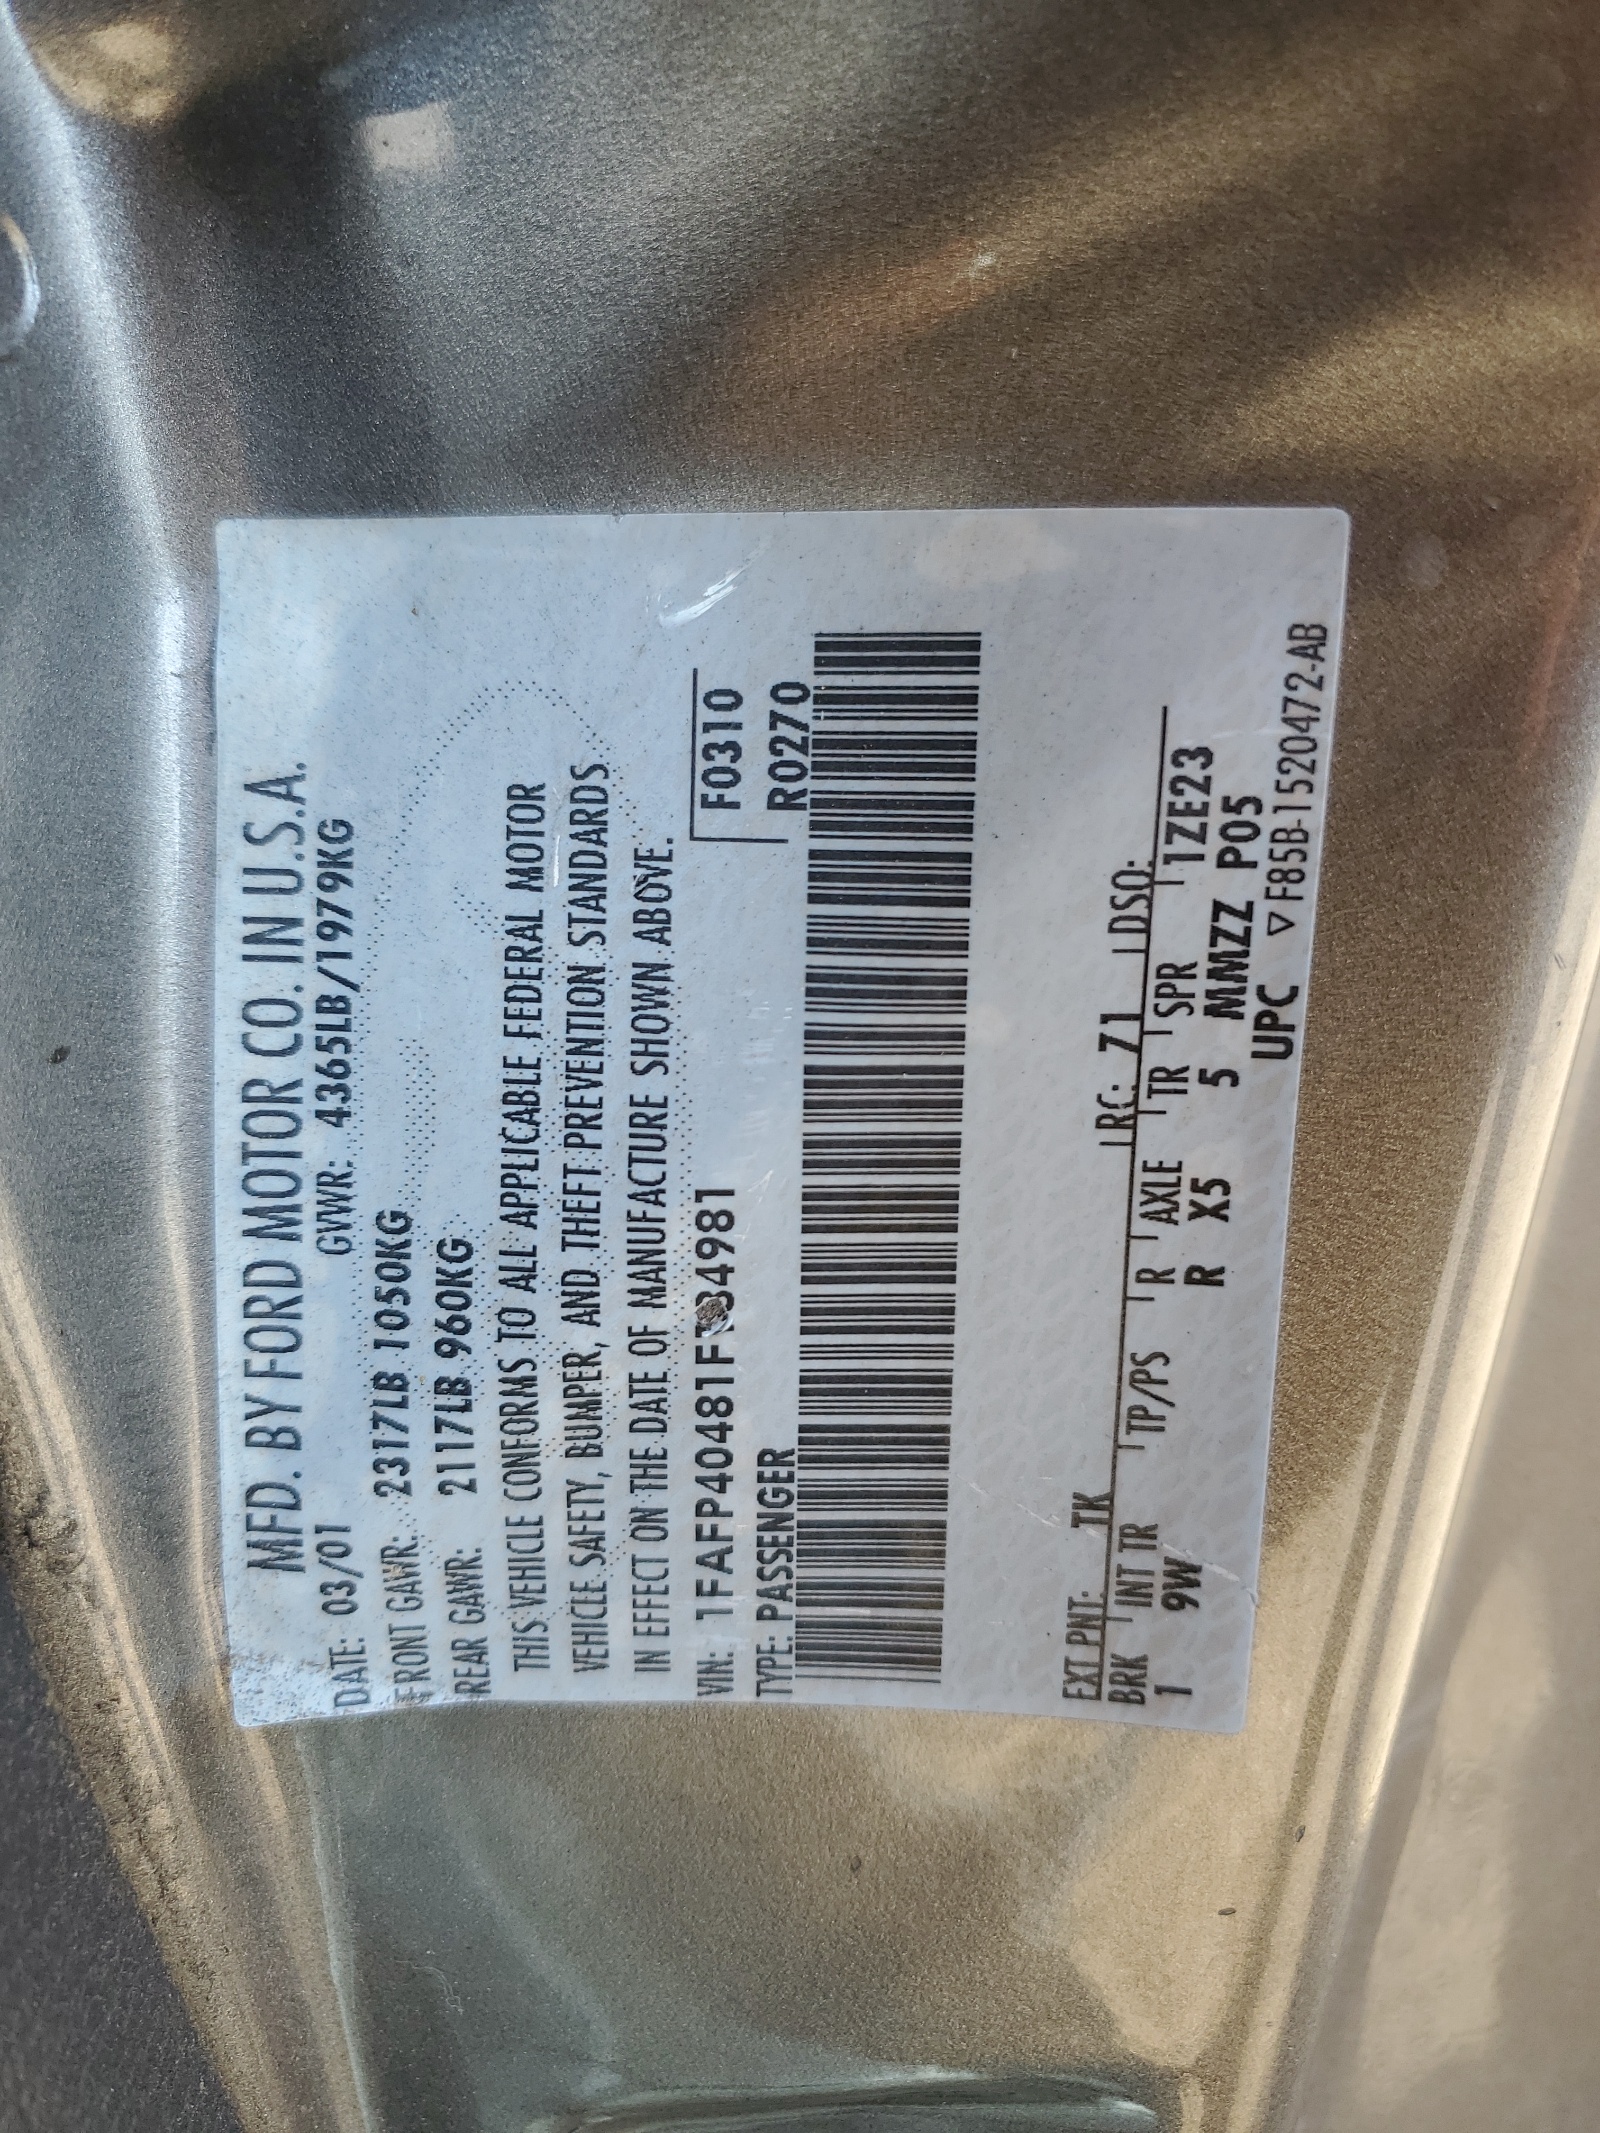 MFD. BY FORD MOTOR CO. IN U.S.A.
DATE: 03/01 GVWR: 4365LB/1979KG
FRONT GAWR: 2317LB 1050KG
REAR GAWR: 2117LB 960KG
THIS VEHICLE CONFORMS TO ALL APPLICABLE FEDERAL MOTOR
VEHICLE SAFETY, BUMPER, AND THEFT PREVENTION STANDARDS
IN EFFECT ON THE DATE OF MANUFACTURE SHOWN ABOVE.
VIN: 1FAFP40481F184981 F0310
TYPE: PASSENGER R0270
EXT PNT: TK RC: 71 DSO:
BRK INT TR TP/PS R AXLE TR SPR 1ZE23
1 9W R X5 5 MMZZ P05
UPC ▽F85B-1520472-AB